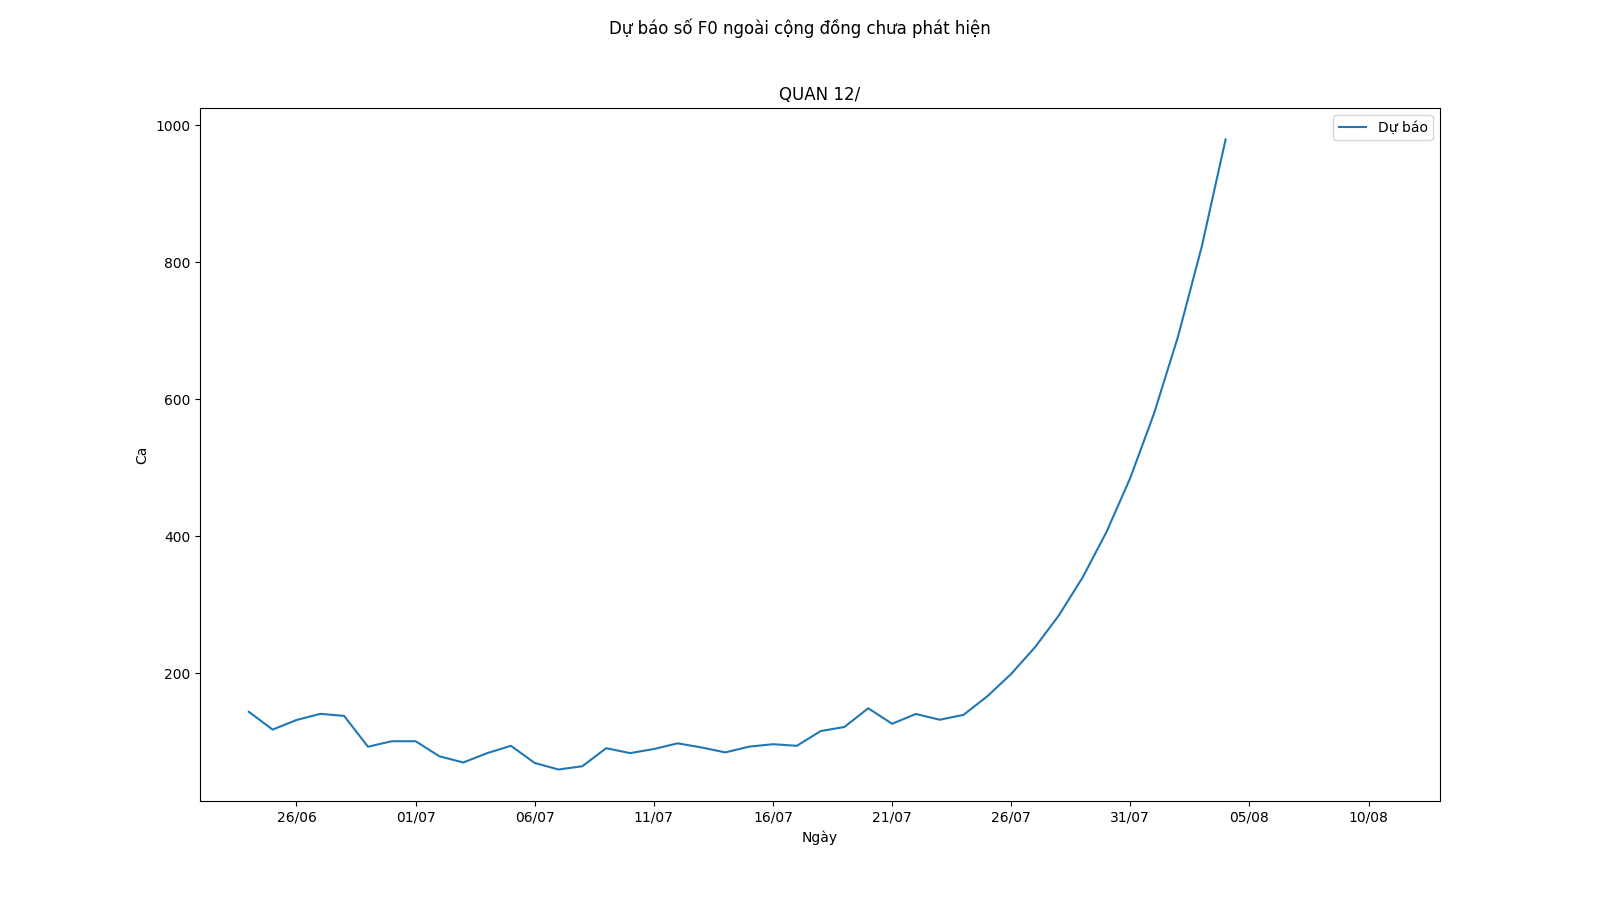 Dự báo số F0 ngoài cộng đồng chưa phát hiện
QUAN 12/
Dự báo
1000
800
600
400
200
Ca
26/06 01/07 06/07 11/07 16/07 21/07 26/07 31/07 05/08 10/08
Ngày